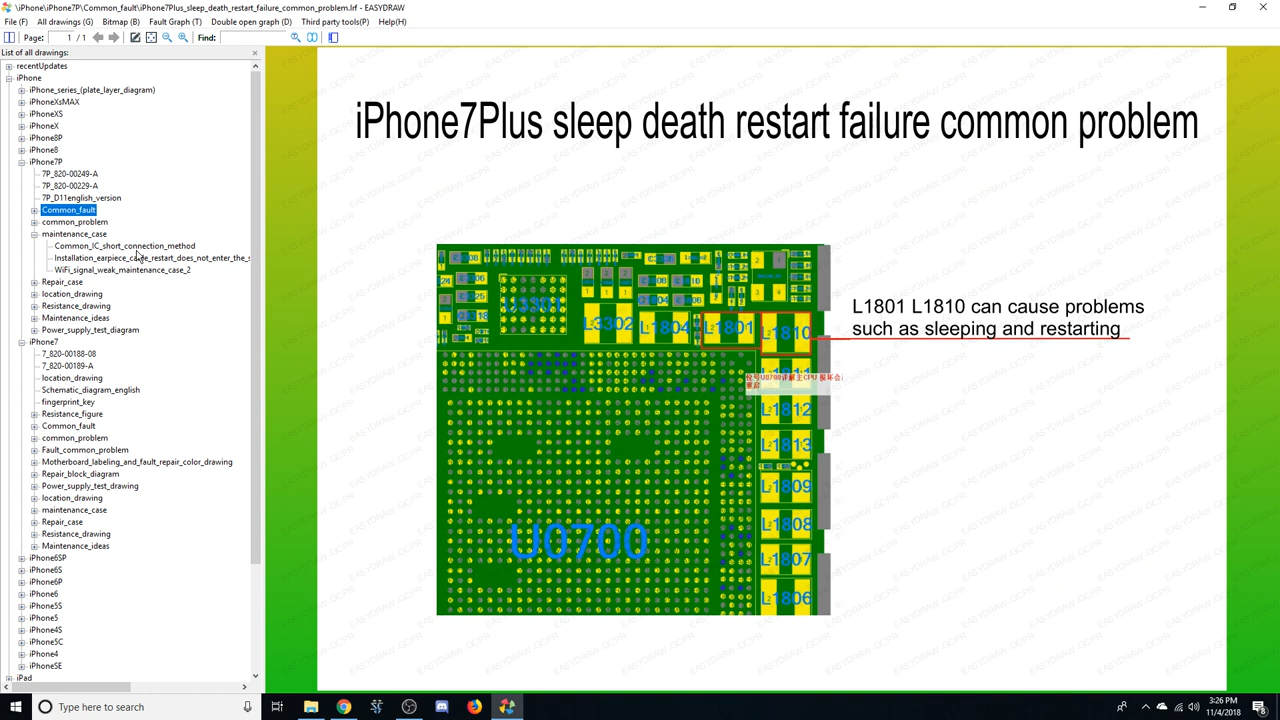 \iPhone\iPhone7P\Common_fault\iPhone7Plus_sleep_death_restart_failure_common_problem.lrf - EASYDRAW
File (F) All drawings (G) Bitmap (B) Fault Graph (T) Double open graph (D) Third party tools(P) Help(H)
Page: 1 / 1 Find:
List of all drawings:
recentUpdates
iPhone
iPhone_series_(plate_layer_diagram)
iPhoneXsMAX
iPhoneXS
iPhoneX
iPhone8P
iPhone8
iPhone7P
7P_820-00249-A
7P_820-00229-A
7P_D11english_version
Common_fault
common_problem
maintenance_case
Common_IC_short_connection_method
Installation_earpiece_cause_restart_does_not_enter_the_s
WiFi_signal_weak_maintenance_case_2
Repair_case
location_drawing
Resistance_drawing
Maintenance_ideas
Power_supply_test_diagram
iPhone7
7_820-00188-08
7_820-00189-A
location_drawing
Schematic_diagram_english
fingerprint_key
Resistance_figure
Common_fault
common_problem
Fault_common_problem
Motherboard_labeling_and_fault_repair_color_drawing
Repair_block_diagram
Power_supply_test_drawing
location_drawing
maintenance_case
Repair_case
Resistance_drawing
Maintenance_ideas
iPhone6SP
iPhone6S
iPhone6P
iPhone6
iPhone5S
iPhone5
iPhone4S
iPhone5C
iPhone4
iPhoneSE
iPad
iPhone7Plus sleep death restart failure common problem
U3301
L3302
L1804
L1801
L1810
L1801 L1810 can cause problems
such as sleeping and restarting
L1812
L1813
L1809
L1808
L1807
L1806
U0700
Type here to search
3:26 PM
11/4/2018
8